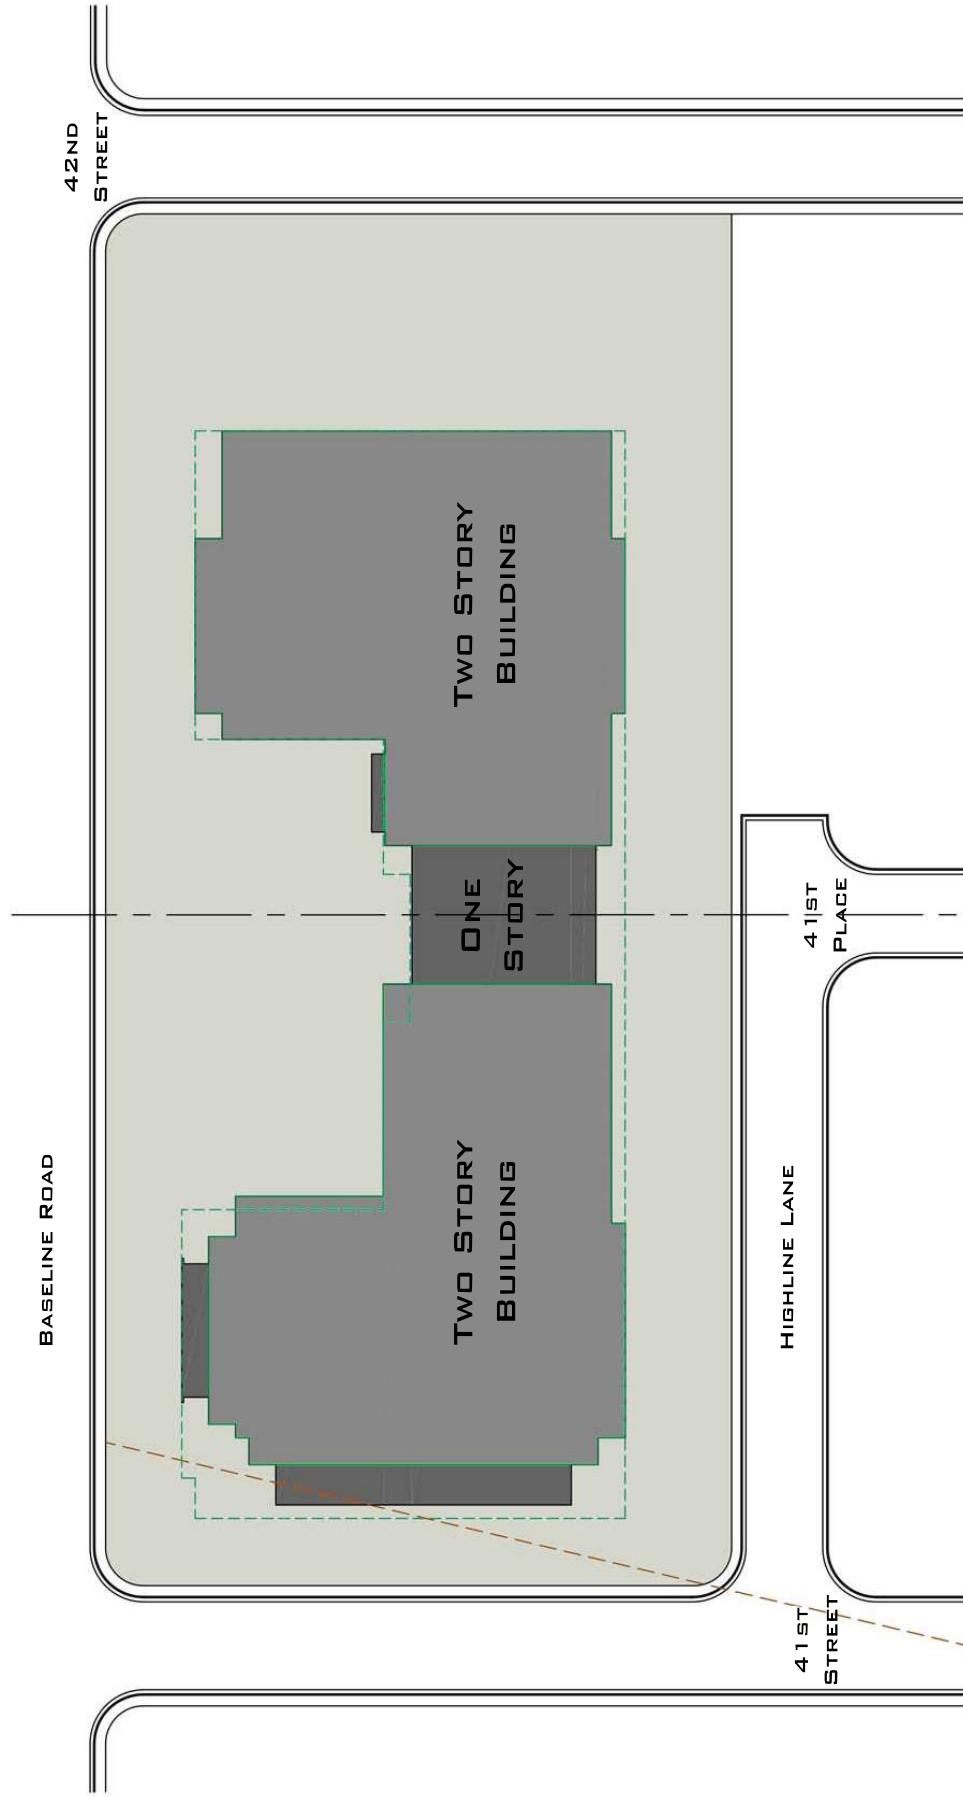 42ND
STREET
TWO STORY
BUILDING
ONE
STORY
41ST
PLACE
BASELINE ROAD
TWO STORY
BUILDING
HIGHLINE LANE
41ST
STREET